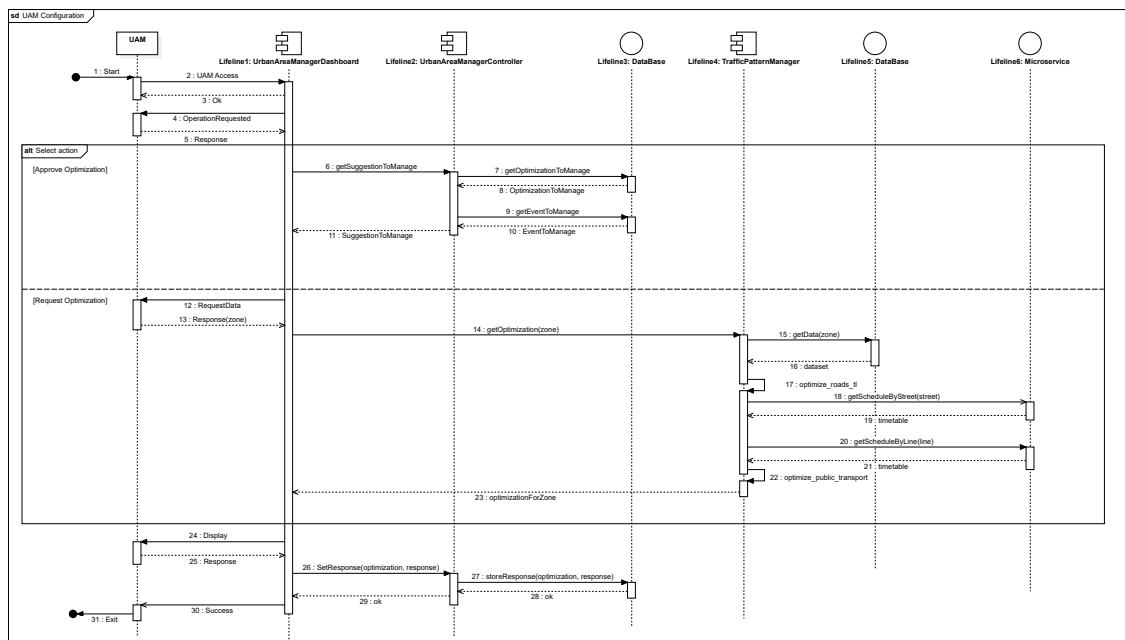 sd UAM Configuration
UAM
Lifeline1: UrbanAreaManagerDashboard
Lifeline2: UrbanAreaManagerController
Lifeline3: DataBase
Lifeline4: TrafficPatternManager
Lifeline5: DataBase
Lifeline6: Microservice
1 : Start
2 : UAM Access
3 : Ok
4 : OperationRequested
5 : Response
alt Select action
[Approve Optimization]
6 : getSuggestionToManage
7 : getOptimizationToManage
8 : OptimizationToManage
9 : getEventToManage
10 : EventToManage
11 : SuggestionToManage
[Request Optimization]
12 : RequestData
13 : Response(zone)
14 : getOptimization(zone)
15 : getData(zone)
16 : dataset
17 : optimize_roads_tl
18 : getScheduleByStreet(street)
19 : timetable
20 : getScheduleByLine(line)
21 : timetable
22 : optimize_public_transport
23 : optimizationForZone
24 : Display
25 : Response
26 : SetResponse(optimization, response)
27 : storeResponse(optimization, response)
28 : ok
29 : ok
30 : Success
31 : Exit